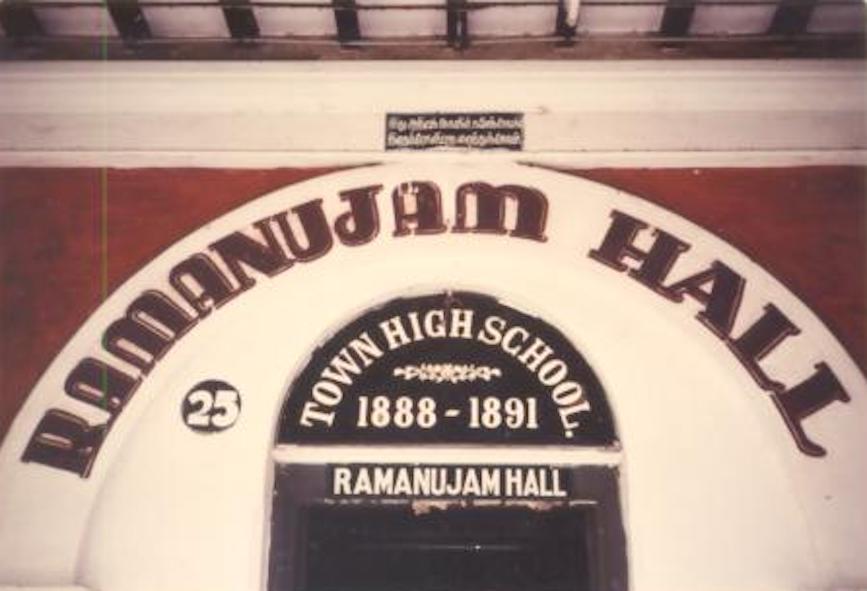 RAMANUJAM HALL
TOWN HIGH SCHOOL.
1888 - 1891
25
RAMANUJAM HALL